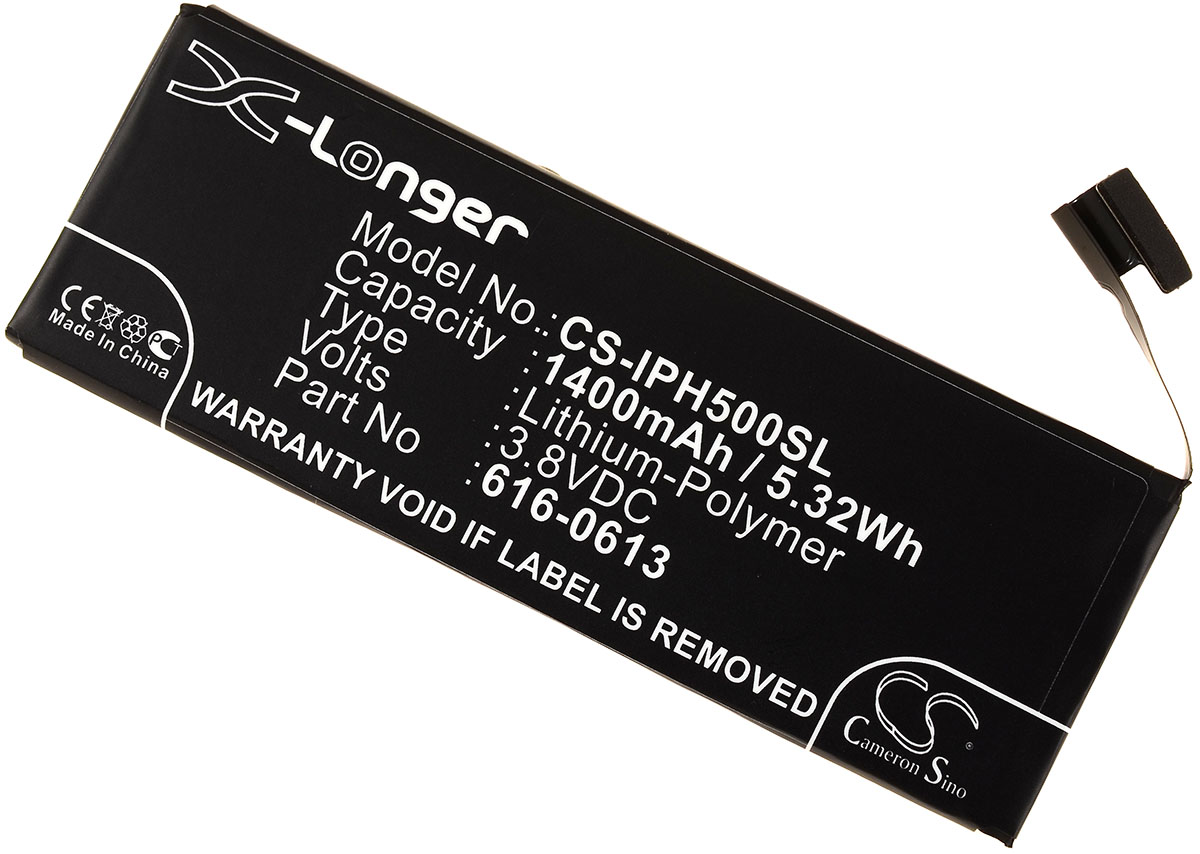 X-Longer
Model No. : CS-IPH500SL
Capacity : 1400mAh / 5.32Wh
Type : Lithium-Polymer
Volts : 3.8VDC
Part No : 616-0613
CE PCT
Made In China
WARRANTY VOID IF LABEL IS REMOVED
CS ®
Cameron Sino